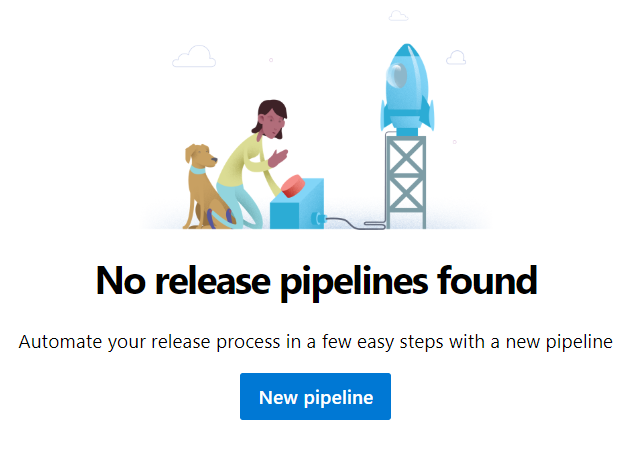 No release pipelines found
Automate your release process in a few easy steps with a new pipeline
New pipeline